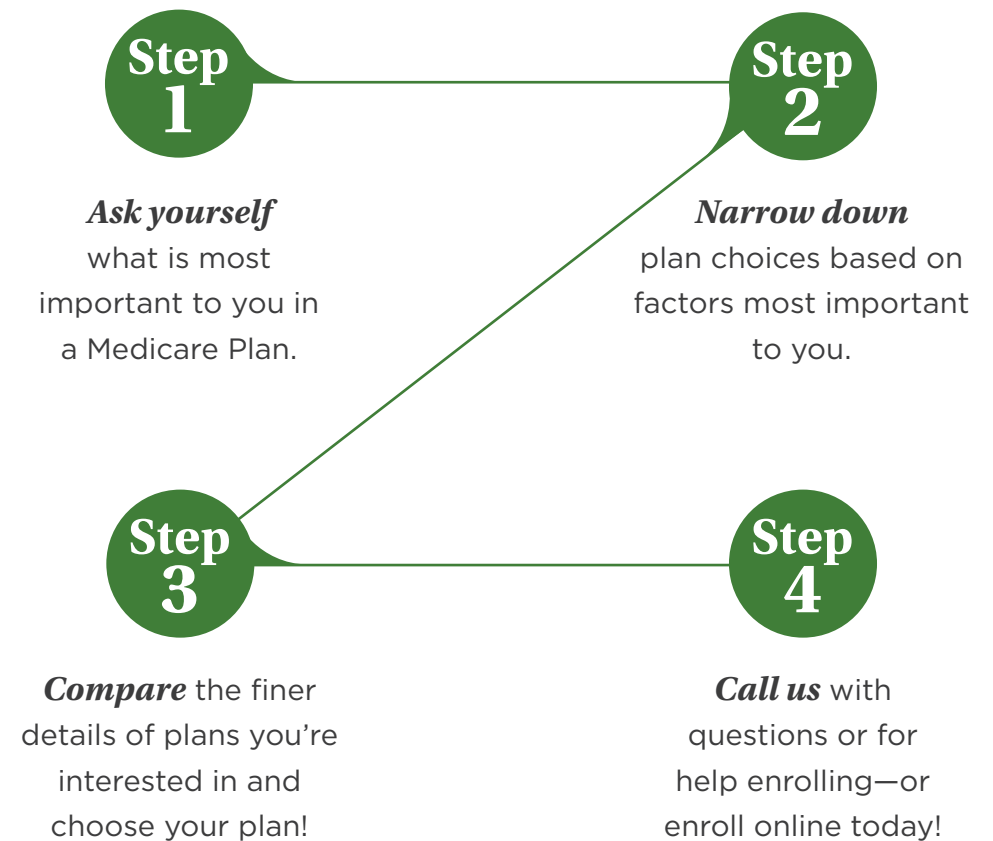 Step
1
Ask yourself
what is most
important to you in
a Medicare Plan.
Step
2
Narrow down
plan choices based on
factors most important
to you.
Step
3
Compare the finer
details of plans you’re
interested in and
choose your plan!
Step
4
Call us with
questions or for
help enrolling—or
enroll online today!